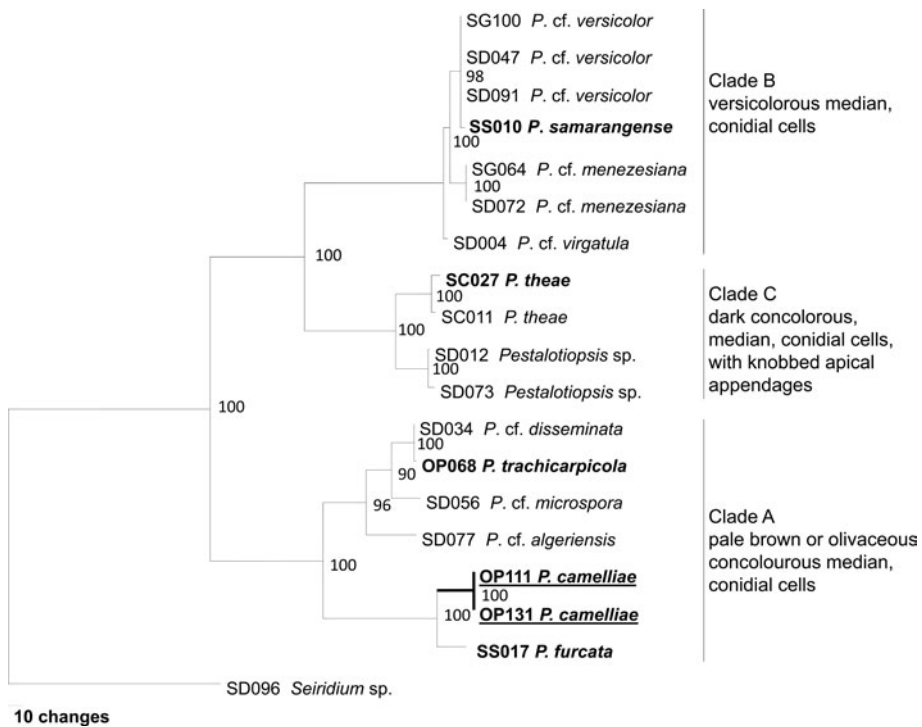 SG100 P. cf. versicolor
SD047 P. cf. versicolor
98
SD091 P. cf. versicolor
SS010 P. samarangense
100
SG064 P. cf. menezesiana
100
SD072 P. cf. menezesiana
SD004 P. cf. virgatula
100
Clade B
versicolorous median,
conidial cells
SC027 P. theae
100
SC011 P. theae
100
SD012 Pestalotiopsis sp.
100
SD073 Pestalotiopsis sp.
Clade C
dark concolorous,
median, conidial cells,
with knobbed apical
appendages
100
SD034 P. cf. disseminata
100
OP068 P. trachicarpicola
90
SD056 P. cf. microspora
96
SD077 P. cf. algeriensis
100
OP111 P. camelliae
100
OP131 P. camelliae
100
SS017 P. furcata
Clade A
pale brown or olivaceous
concolourous median,
conidial cells
SD096 Seiridium sp.
10 changes